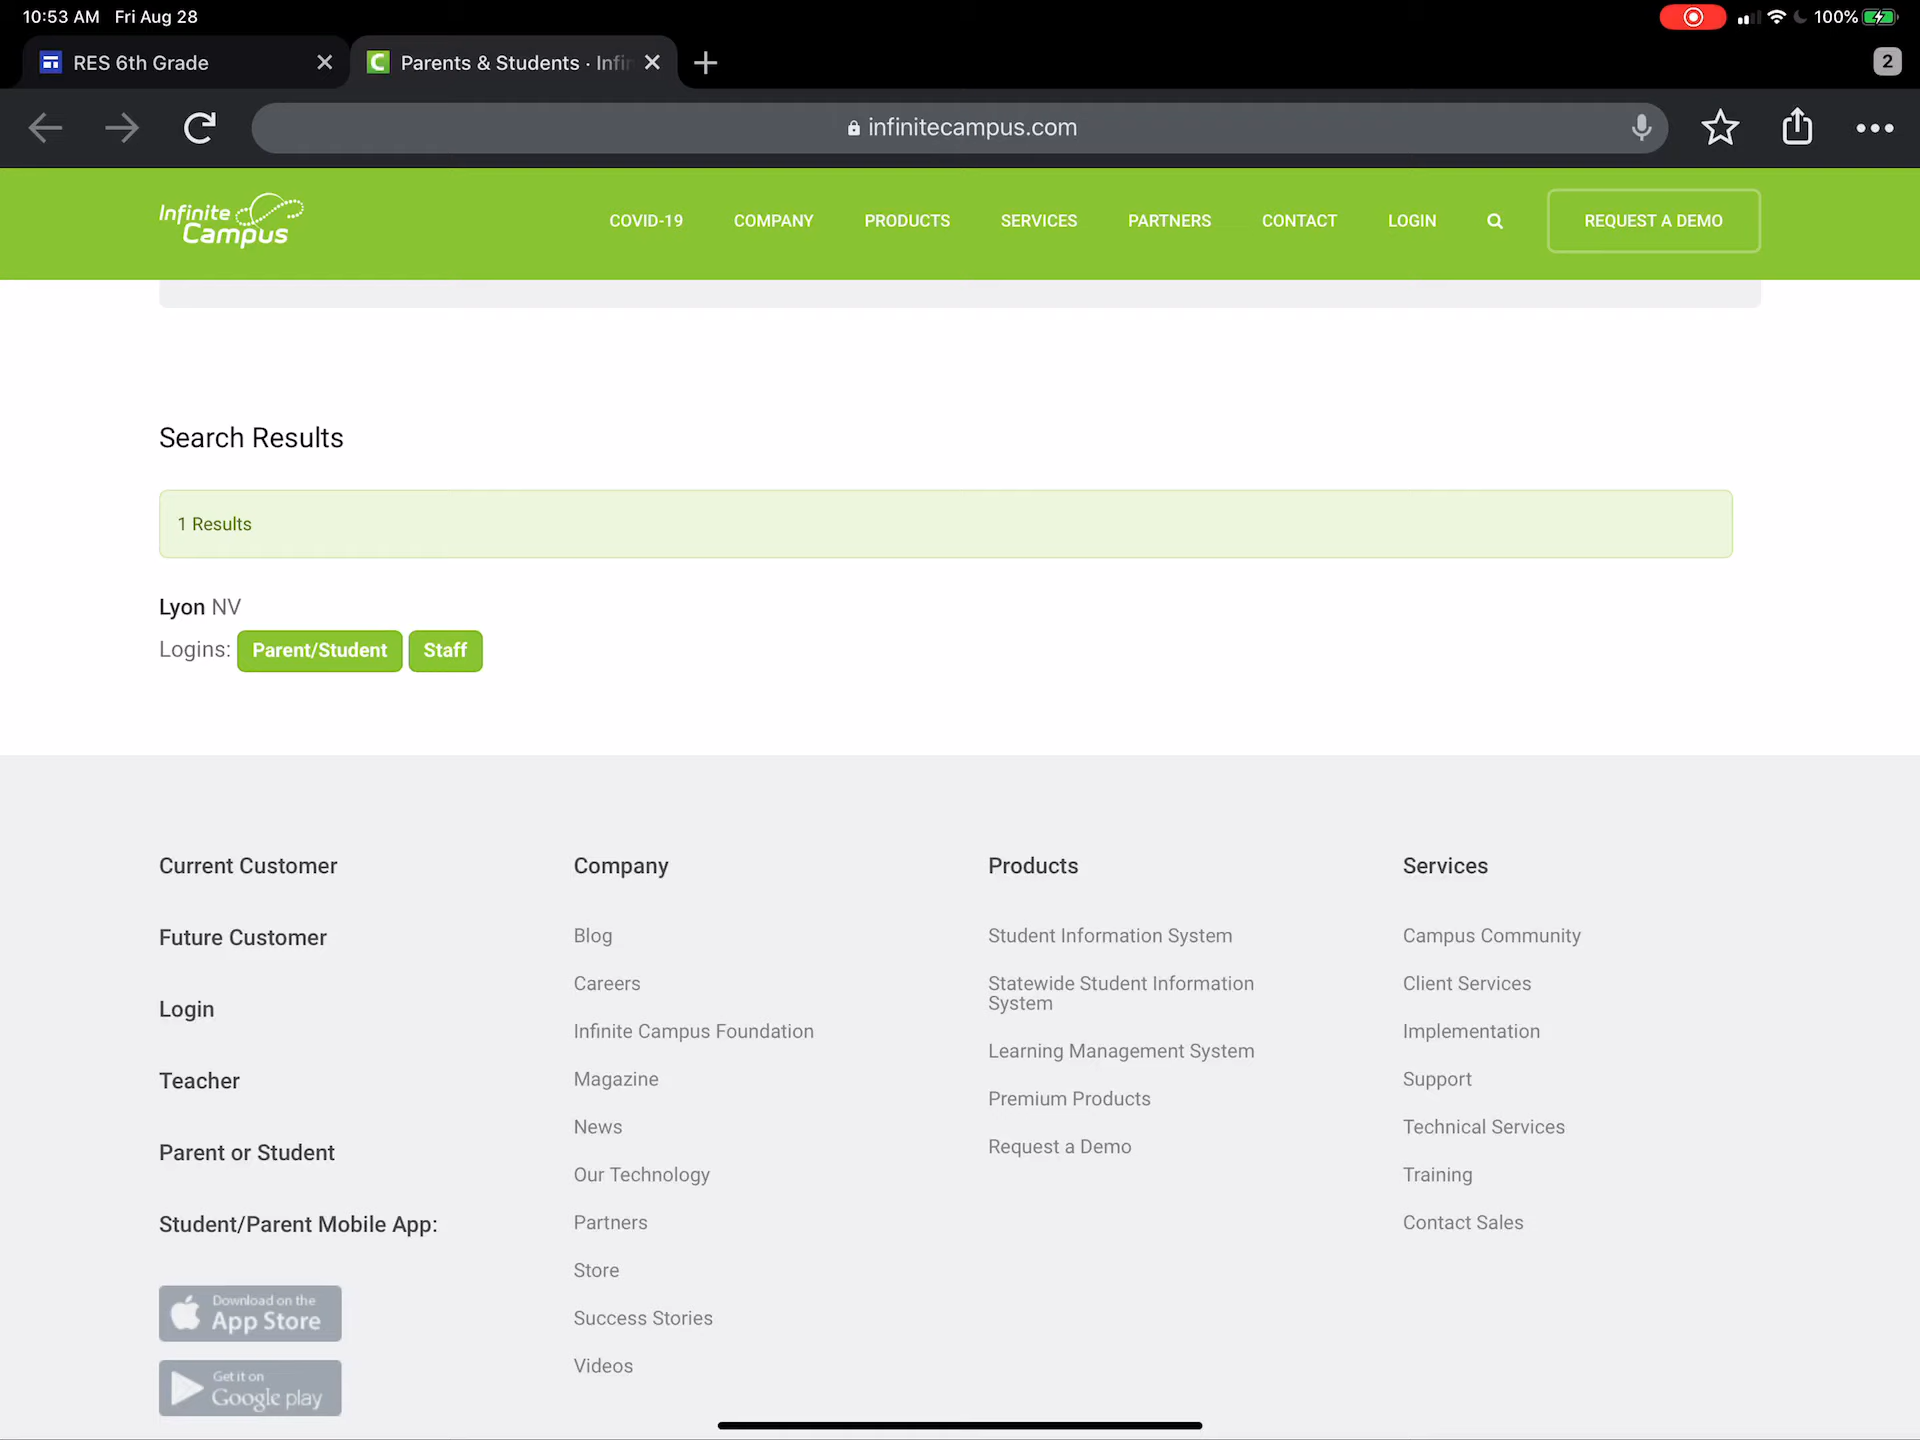 10:53 AM Fri Aug 28
100%
RES 6th Grade
Parents & Students · Infin
2
infinitecampus.com
Infinite Campus
COVID-19 COMPANY PRODUCTS SERVICES PARTNERS CONTACT LOGIN REQUEST A DEMO
Search Results
1 Results
Lyon NV
Logins: Parent/Student Staff
Current Customer
Future Customer
Login
Teacher
Parent or Student
Student/Parent Mobile App:
Download on the
App Store
Get it on
Google play
Company
Blog
Careers
Infinite Campus Foundation
Magazine
News
Our Technology
Partners
Store
Success Stories
Videos
Products
Student Information System
Statewide Student Information
System
Learning Management System
Premium Products
Request a Demo
Services
Campus Community
Client Services
Implementation
Support
Technical Services
Training
Contact Sales